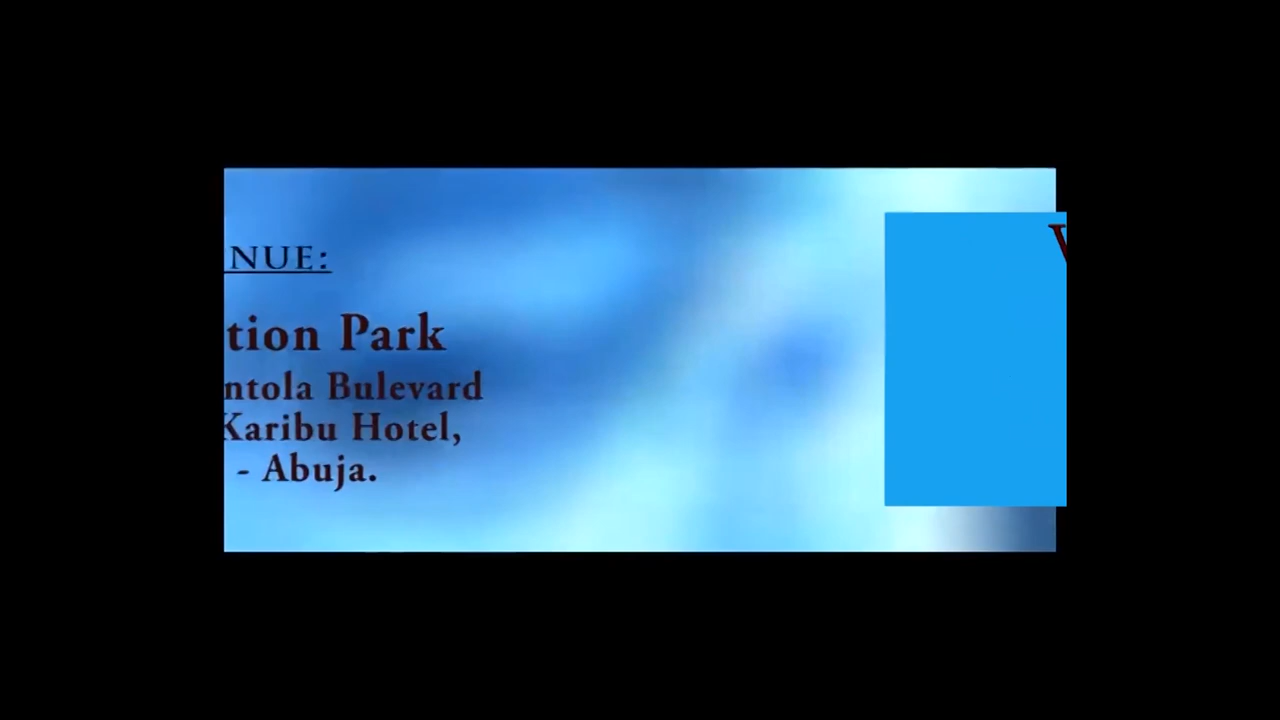 NUE:
tion Park
ntola Bulevard
Karibu Hotel,
- Abuja.